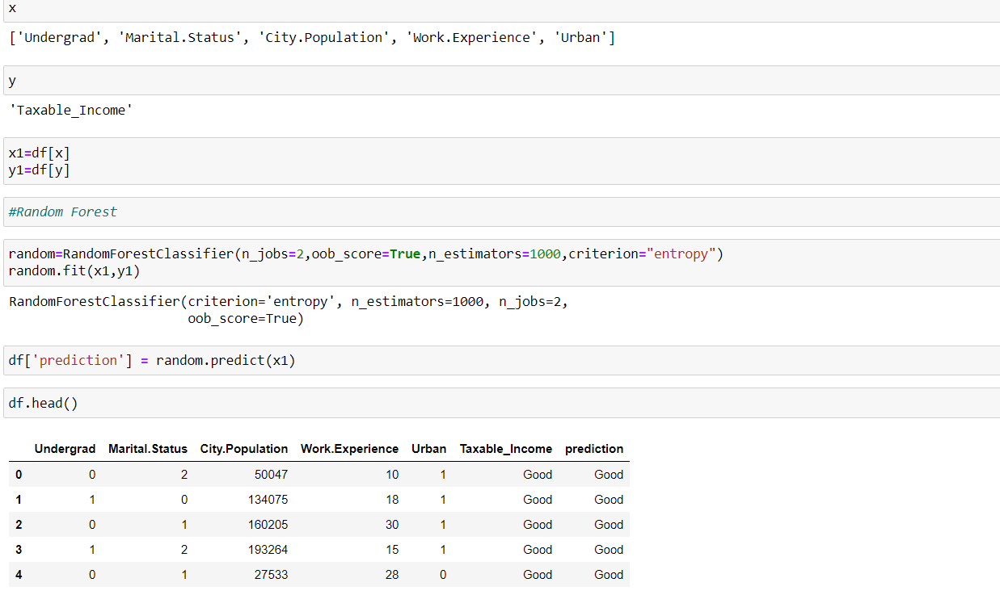 x
['Undergrad', 'Marital.Status', 'City.Population', 'Work.Experience', 'Urban']
y
'Taxable_Income'
x1=df[x]
y1=df[y]
#Random Forest
random=RandomForestClassifier(n_jobs=2,oob_score=True,n_estimators=1000,criterion="entropy")
random.fit(x1,y1)
RandomForestClassifier(criterion='entropy', n_estimators=1000, n_jobs=2,
oob_score=True)
df['prediction'] = random.predict(x1)
df.head()
Undergrad Marital.Status City.Population Work.Experience Urban Taxable_Income prediction
0 0 2 50047 10 1 Good Good
1 1 0 134075 18 1 Good Good
2 0 1 160205 30 1 Good Good
3 1 2 193264 15 1 Good Good
4 0 1 27533 28 0 Good Good